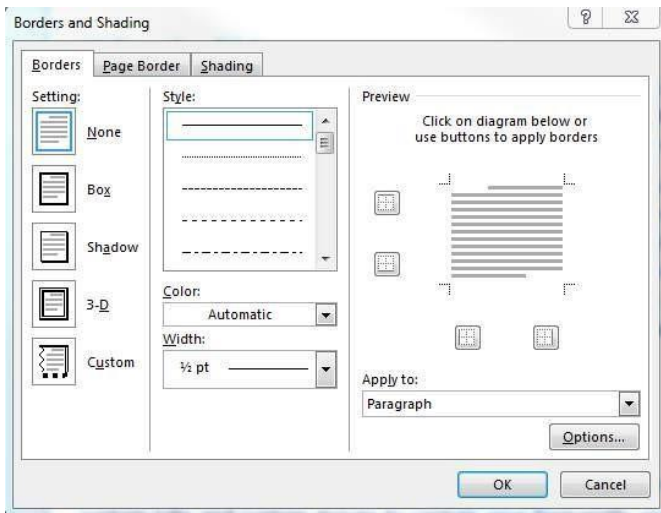 Borders and Shading
Borders
Page Border
Shading
Setting:
None
Box
Shadow
3-D
Custom
Style:
Color:
Automatic
Width:
½ pt
Preview
Click on diagram below or
use buttons to apply borders
Apply to:
Paragraph
Options...
OK
Cancel